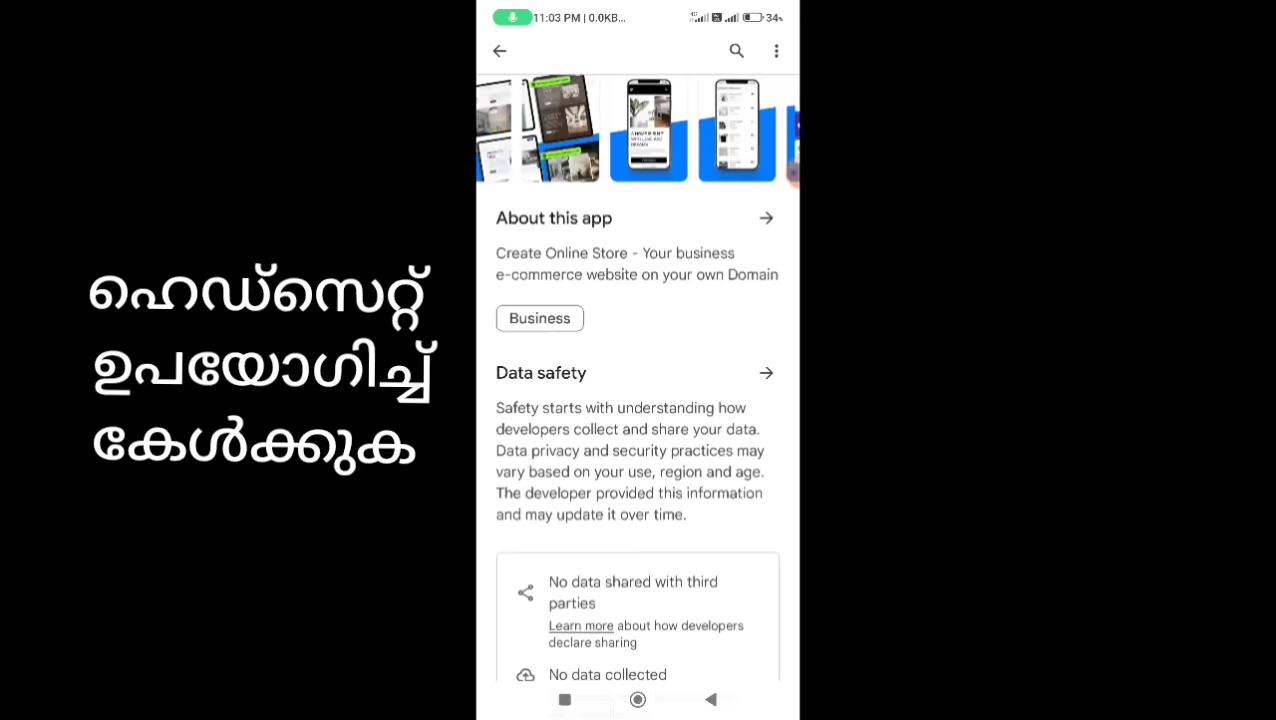 11:03 PM | 0.0KB...
34%
ഹെഡ്സെറ്റ്
ഉപയോഗിച്ച്
കേൾക്കുക
About this app
Create Online Store - Your business
e-commerce website on your own Domain
Business
Data safety
Safety starts with understanding how
developers collect and share your data.
Data privacy and security practices may
vary based on your use, region and age.
The developer provided this information
and may update it over time.
No data shared with third
parties
Learn more about how developers
declare sharing
No data collected